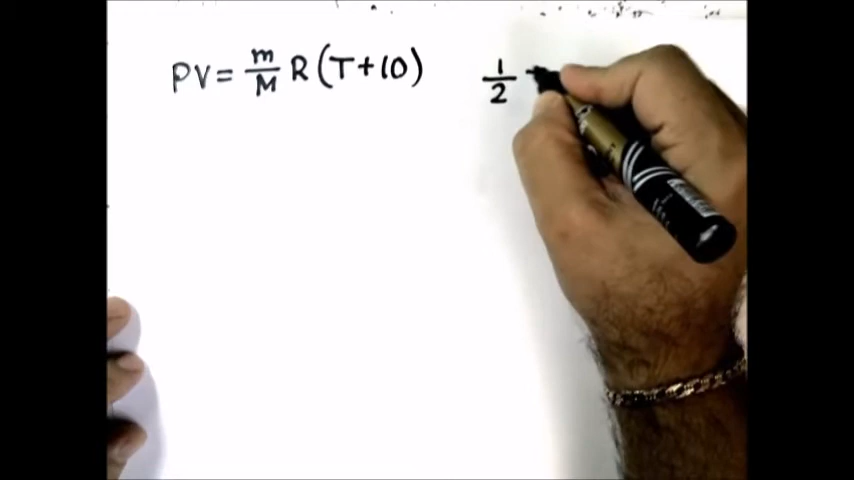 PV = m/M R (T+10) 1/2